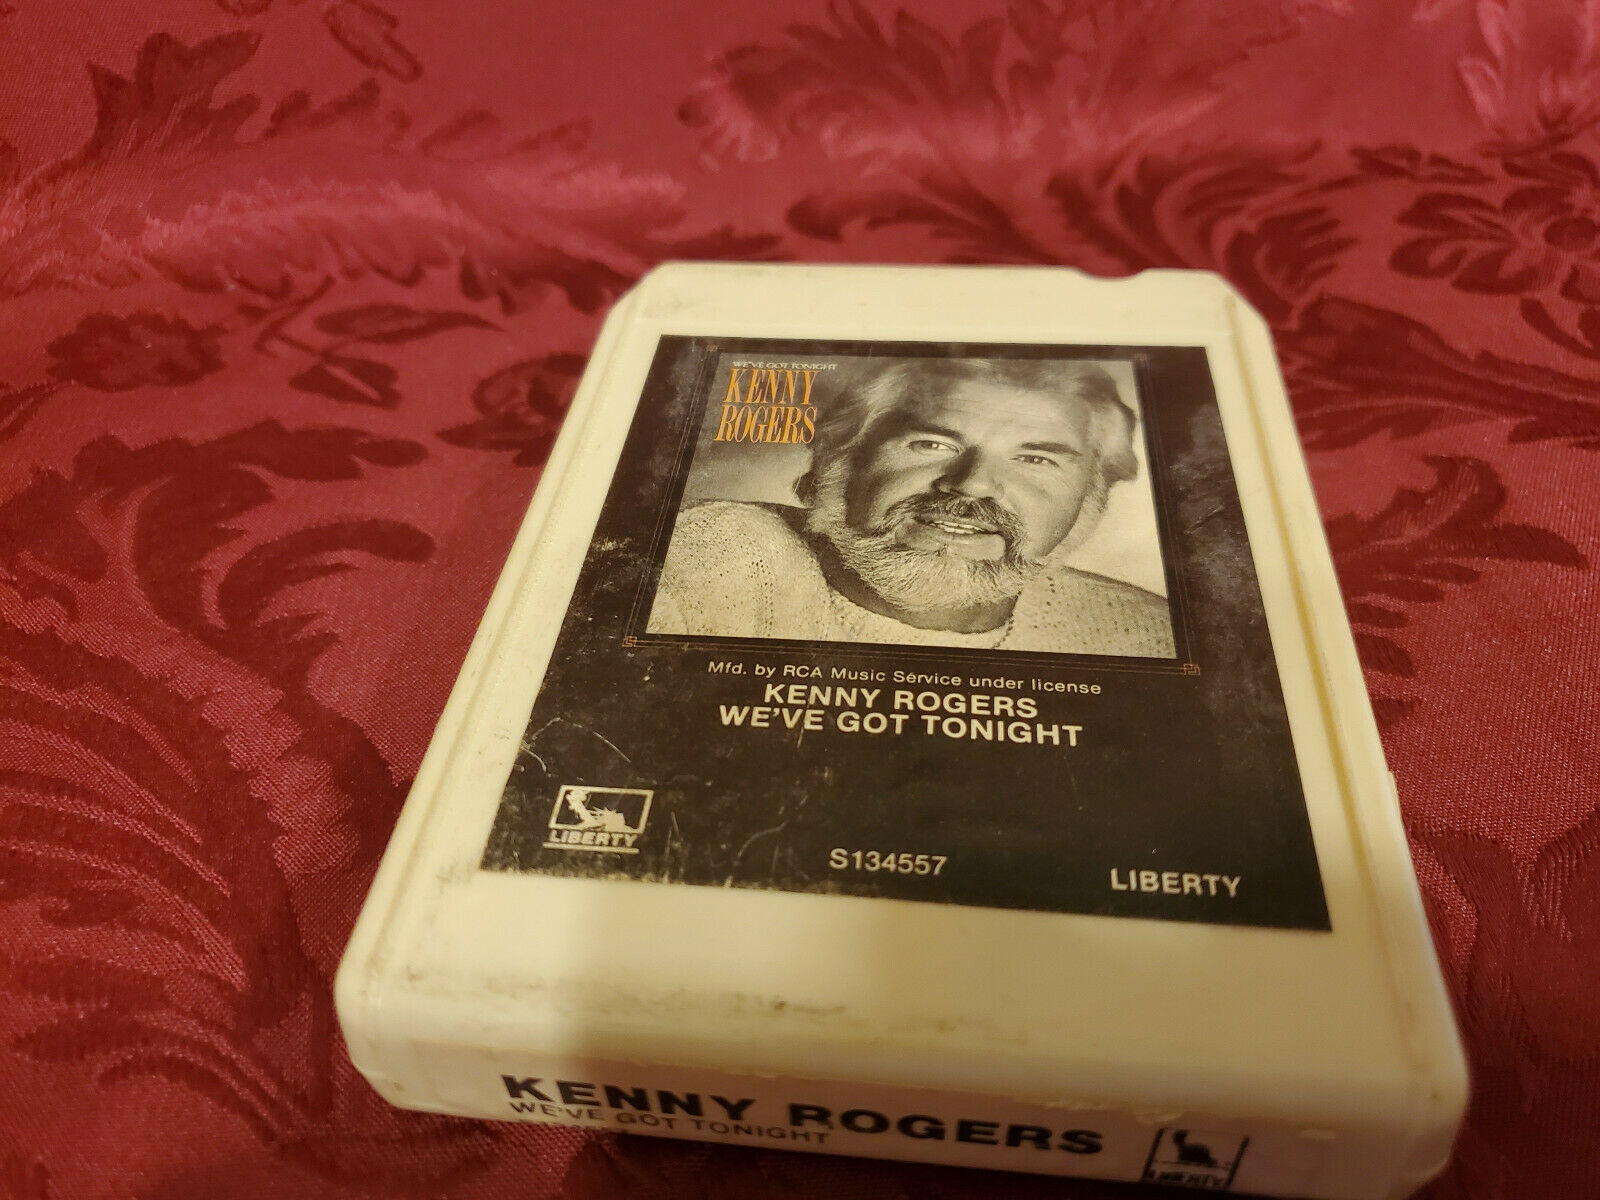 WE'VE GOT TONIGHT
KENNY
ROGERS
Mfd. by RCA Music Service under license
KENNY ROGERS
WE'VE GOT TONIGHT
LIBERTY
S134557
LIBERTY
KENNY ROGERS
WE'VE GOT TONIGHT
LIBERTY